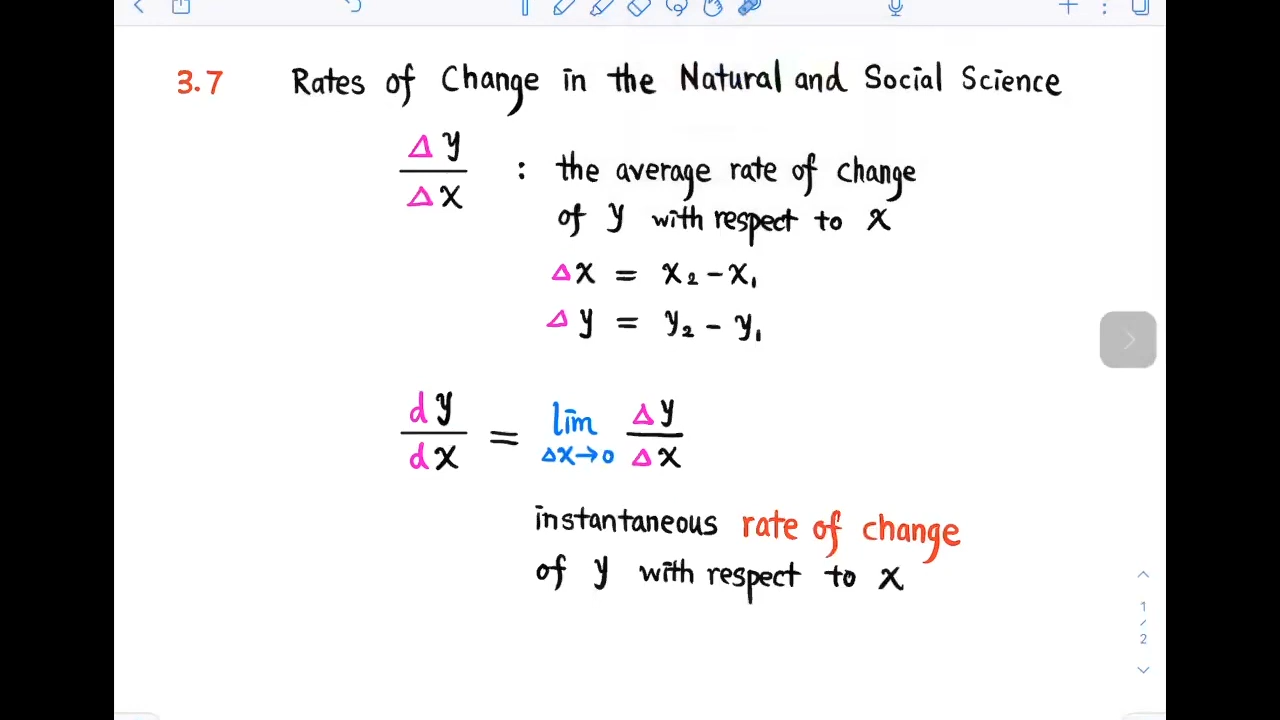 3.7 Rates of Change in the Natural and Social Science
Δy/Δx : the average rate of change
of y with respect to x
Δx = x₂ - x₁
Δy = y₂ - y₁
dy/dx = lim Δx→0 Δy/Δx
instantaneous rate of change
of y with respect to x
1
/
2